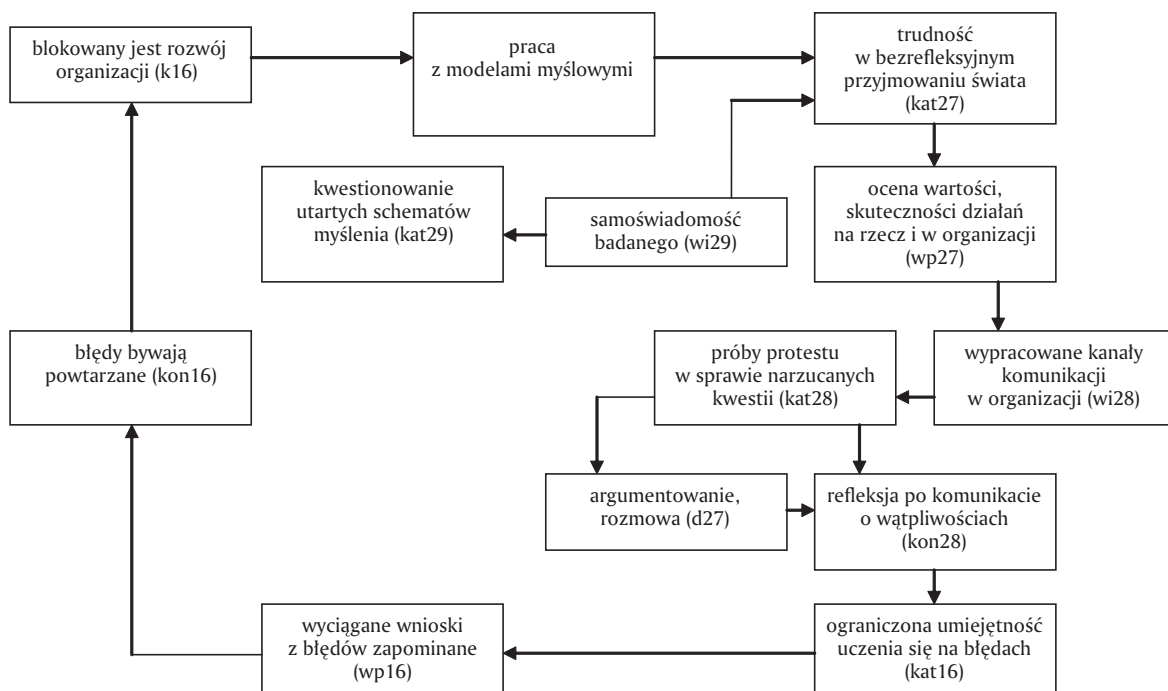 blokowany jest rozwój
organizacji (k16)
praca
z modelami myślowymi
trudność
w bezrefleksyjnym
przyjmowaniu świata
(kat27)
kwestionowanie
utartych schematów
myślenia (kat29)
samoświadomość
badanego (wi29)
ocena wartości,
skuteczności działań
na rzecz i w organizacji
(wp27)
błędy bywają
powtarzane (kon16)
próby protestu
w sprawie narzucanych
kwestii (kat28)
wypracowane kanały
komunikacji
w organizacji (wi28)
argumentowanie,
rozmowa (d27)
refleksja po komunikacie
o wątpliwościach
(kon28)
wyciągane wnioski
z błędów zapominane
(wp16)
ograniczona umiejętność
uczenia się na błędach
(kat16)